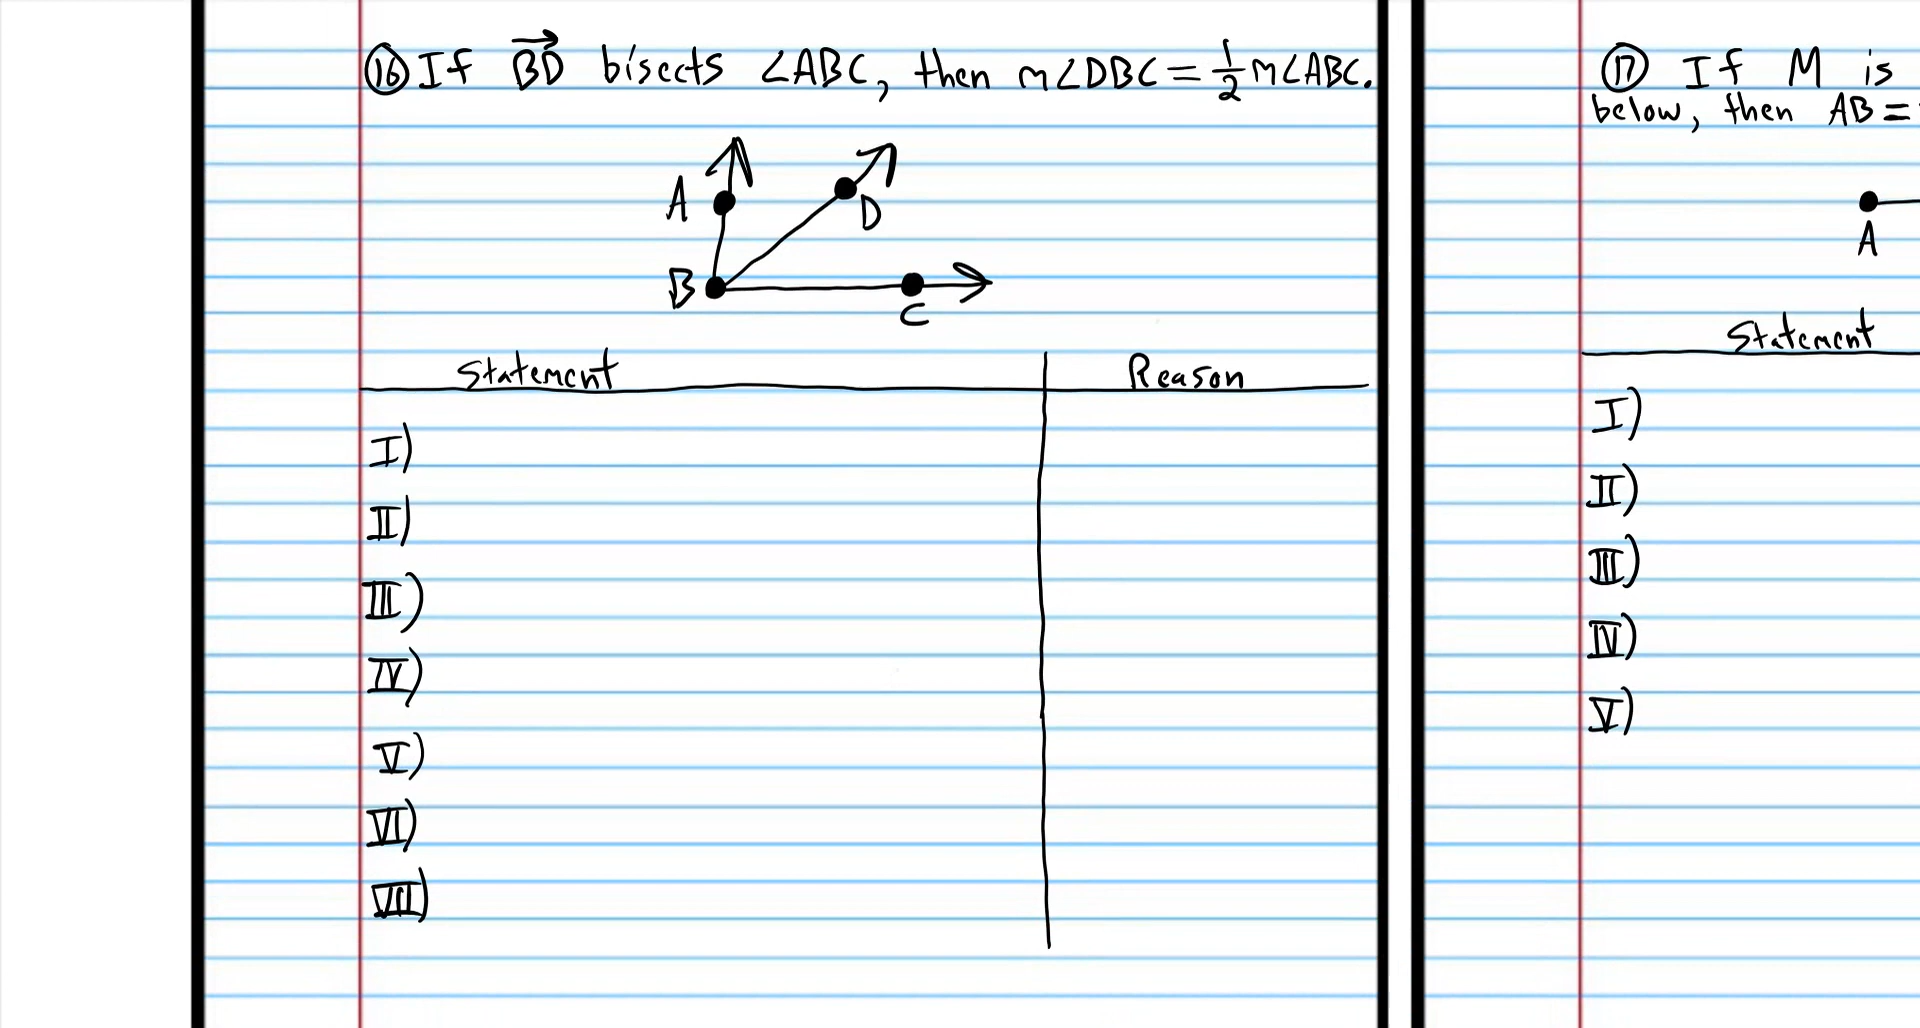 16 If BD bisects ∠ABC, then m∠DBC = 1/2 m∠ABC.
A
D
B
C
Statement Reason
I)
II)
III)
IV)
V)
VI)
VII)
17 If M is
below, then AB =
A
Statement
I)
II)
III)
IV)
V)